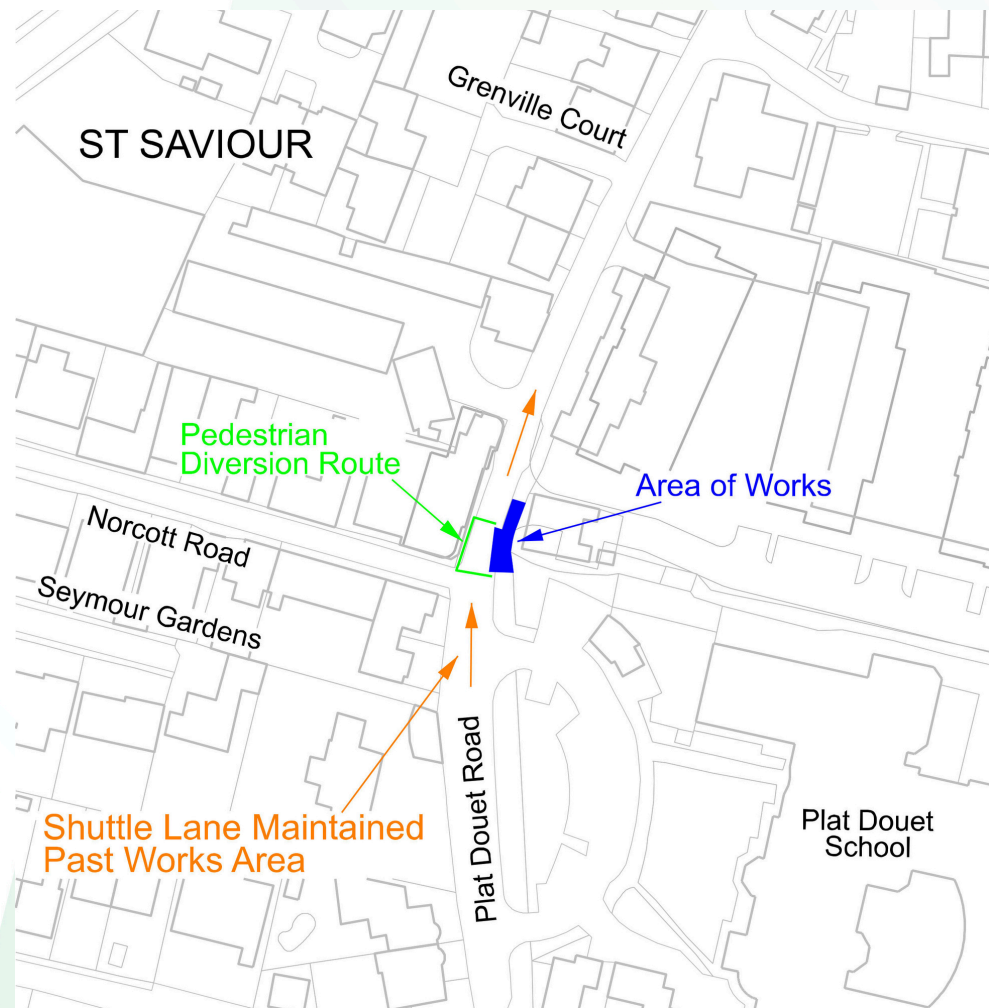 Grenville Court
ST SAVIOUR
Pedestrian
Diversion Route
Area of Works
Norcott Road
Seymour Gardens
Plat Douet Road
Shuttle Lane Maintained
Past Works Area
Plat Douet
School